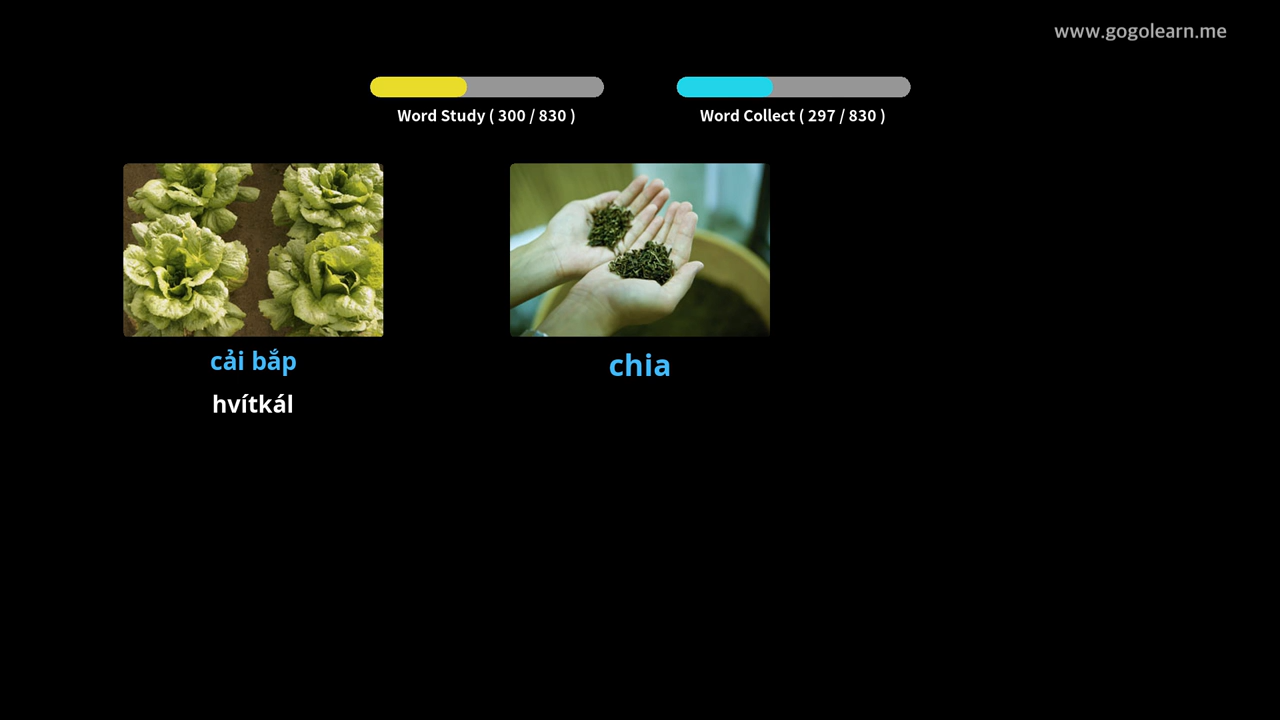 www.gogolearn.me
Word Study ( 300 / 830 )
Word Collect ( 297 / 830 )
cải bắp
hvítkál
chia